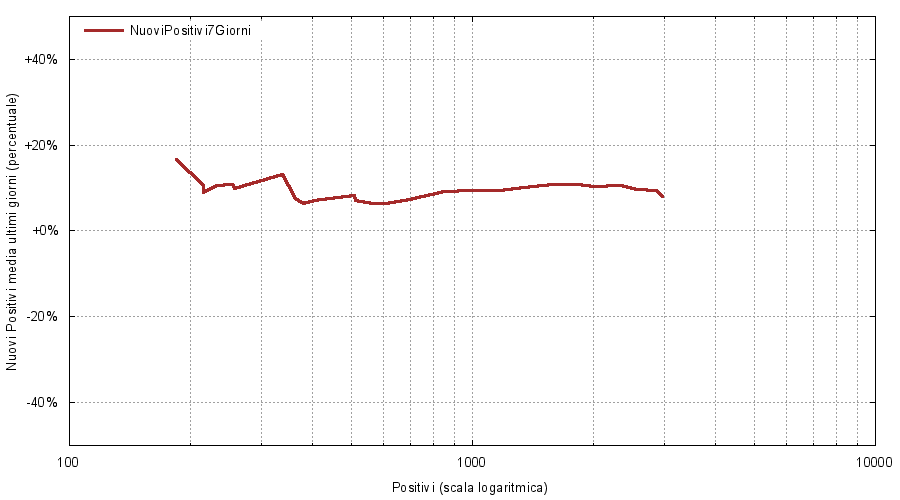 NuoviPositivi7Giorni
+40%
+20%
+0%
-20%
-40%
Nuovi Positivi media ultimi giorni (percentuale)
100 1000 10000
Positivi (scala logaritmica)